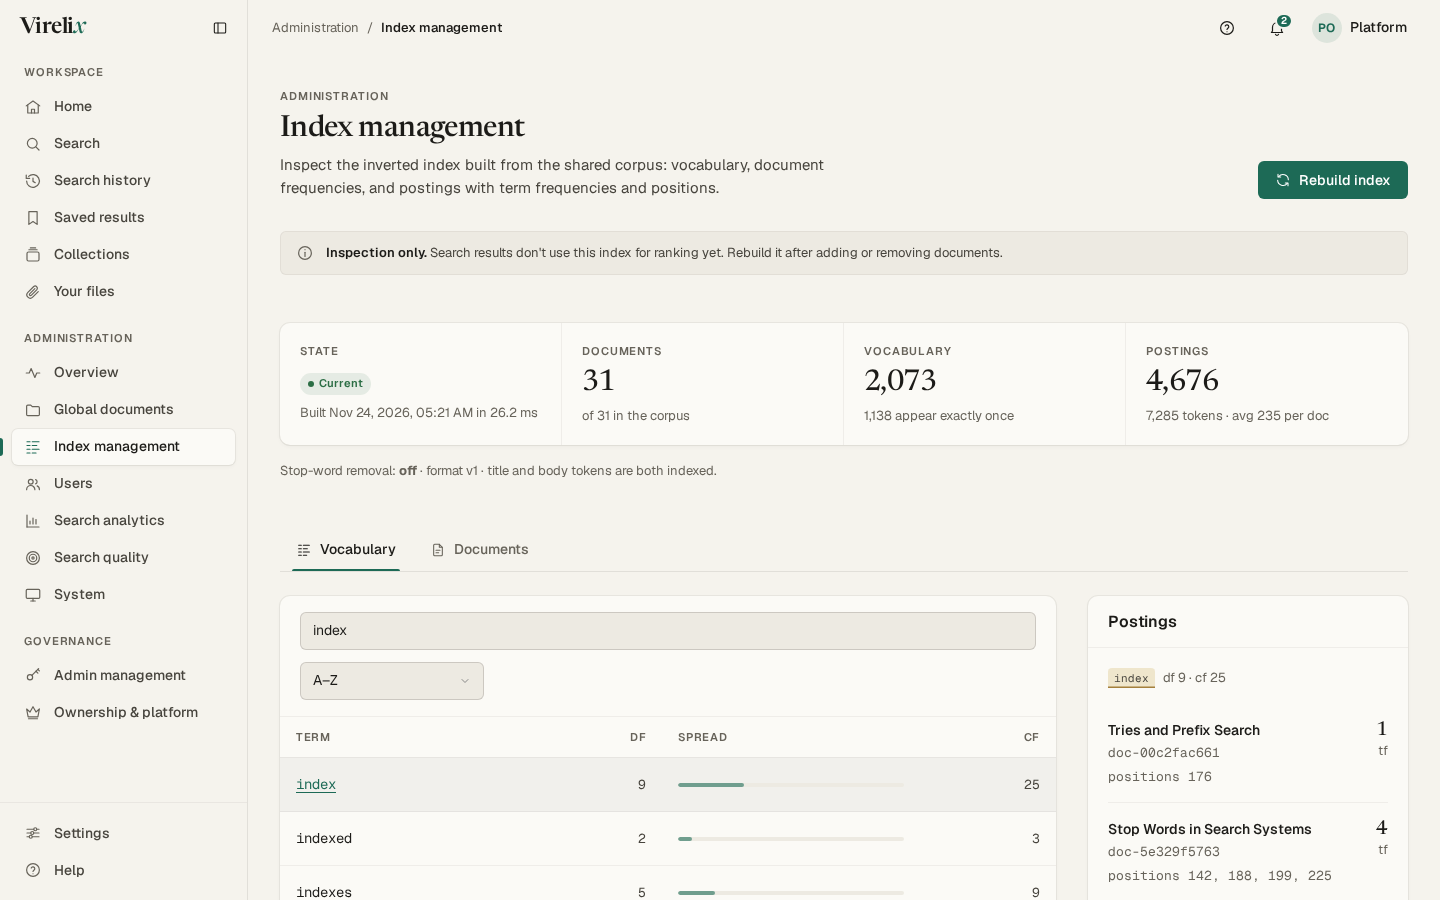 Virelix
WORKSPACE
Home
Search
Search history
Saved results
Collections
Your files
ADMINISTRATION
Overview
Global documents
Index management
Users
Search analytics
Search quality
System
GOVERNANCE
Admin management
Ownership & platform
Settings
Help
Administration / Index management
2
PO Platform
ADMINISTRATION
Index management
Inspect the inverted index built from the shared corpus: vocabulary, document
frequencies, and postings with term frequencies and positions.
Rebuild index
Inspection only. Search results don't use this index for ranking yet. Rebuild it after adding or removing documents.
STATE
Current
Built Nov 24, 2026, 05:21 AM in 26.2 ms
DOCUMENTS
31
of 31 in the corpus
VOCABULARY
2,073
1,138 appear exactly once
POSTINGS
4,676
7,285 tokens · avg 235 per doc
Stop-word removal: off · format v1 · title and body tokens are both indexed.
Vocabulary
Documents
index
A–Z
TERM DF SPREAD CF
index 9 25
indexed 2 3
indexes 5 9
Postings
index df 9 · cf 25
Tries and Prefix Search 1
doc-00c2fac661 tf
positions 176
Stop Words in Search Systems 4
doc-5e329f5763 tf
positions 142, 188, 199, 225